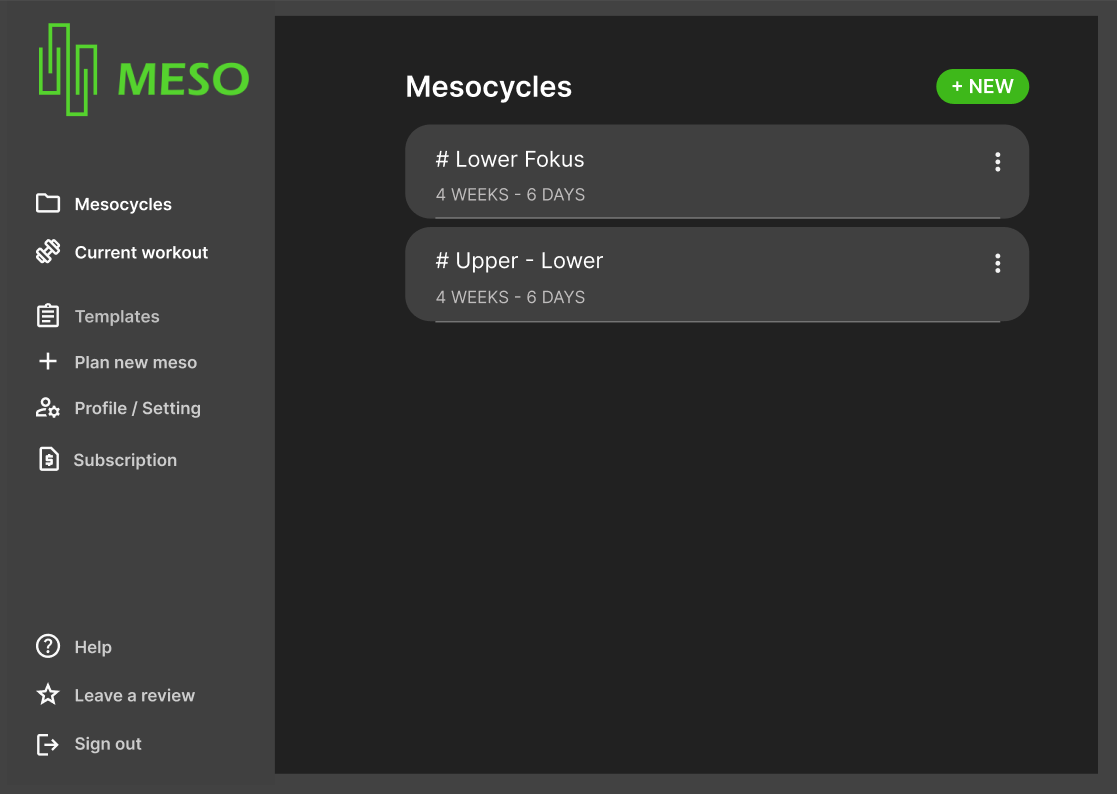 MESO
Mesocycles
Current workout
Templates
Plan new meso
Profile / Setting
Subscription
Help
Leave a review
Sign out
Mesocycles
+ NEW
# Lower Fokus
4 WEEKS - 6 DAYS
# Upper - Lower
4 WEEKS - 6 DAYS